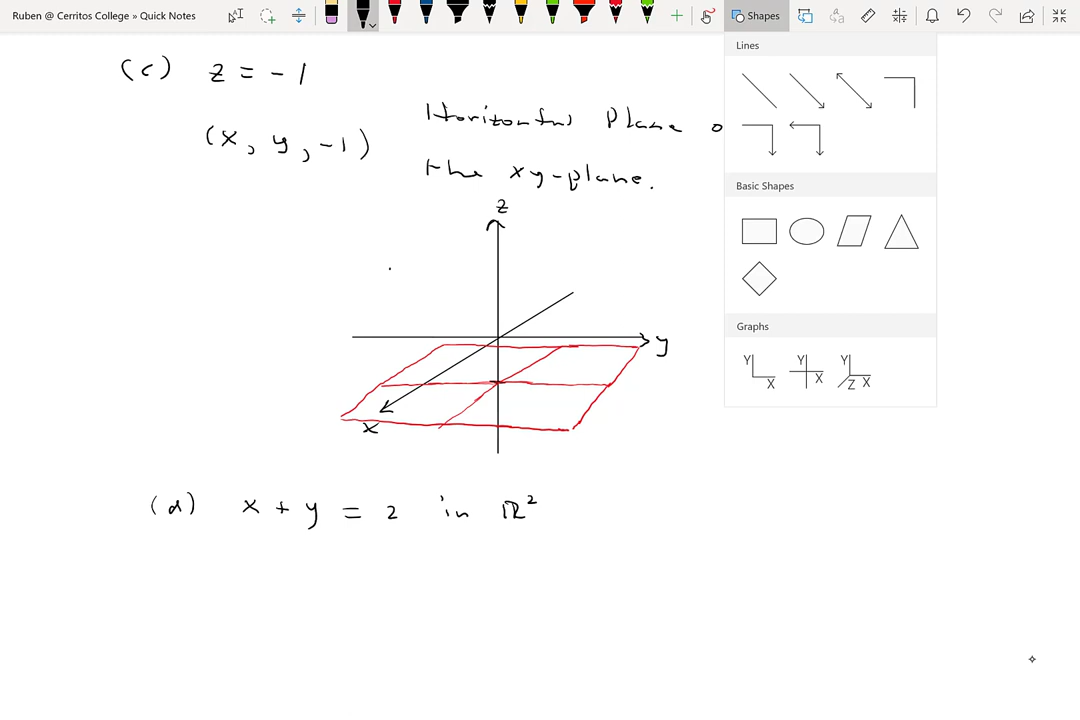 Ruben @ Cerritos College » Quick Notes
Shapes
Lines
Basic Shapes
Graphs
Y X
Y X
Y Z X
(c) z = -1
(x, y, -1)
Horizontal Plane
the xy-plane.
z
y
x
(d) x + y = 2 in ℝ²